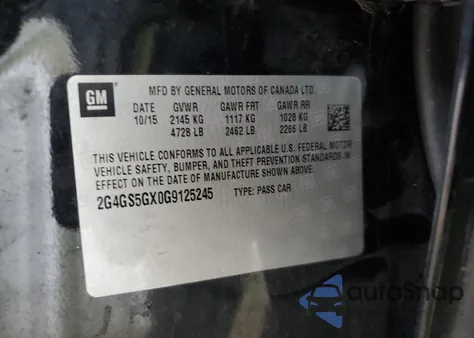 GM
MFD BY GENERAL MOTORS OF CANADA LTD.
DATE GVWR GAWR FRT GAWR RR
10/15 2145 KG 1117 KG 1028 KG
4728 LB 2462 LB 2266 LB
THIS VEHICLE CONFORMS TO ALL APPLICABLE U.S. FEDERAL MOTOR
VEHICLE SAFETY, BUMPER, AND THEFT PREVENTION STANDARDS IN
EFFECT ON THE DATE OF MANUFACTURE SHOWN ABOVE.
2G4GS5GX0G9125245 TYPE: PASS CAR
autoshap